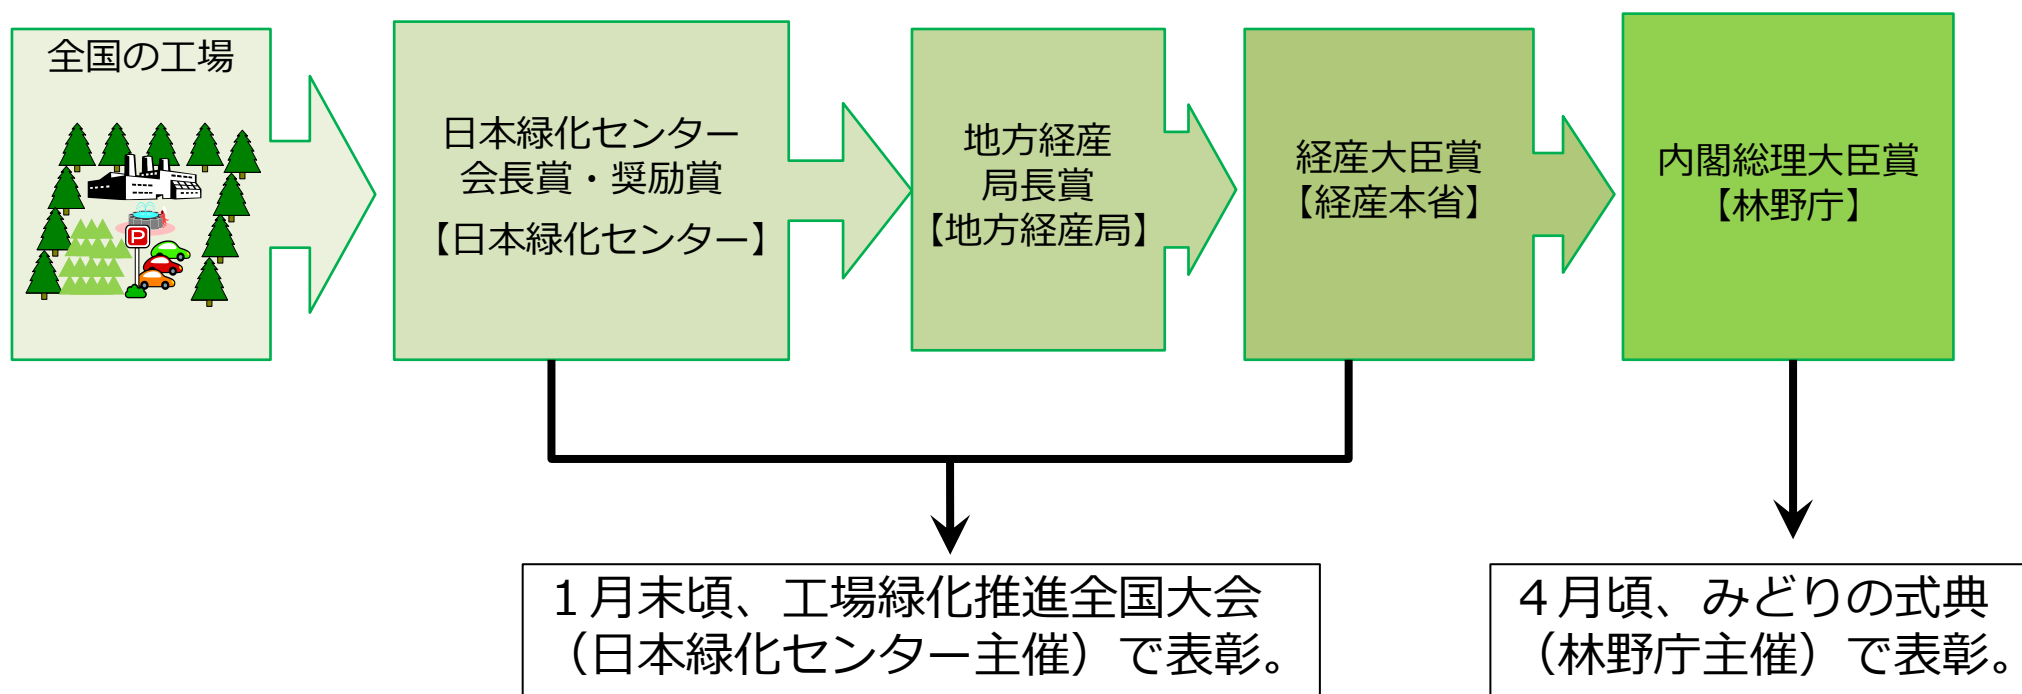 全国の工場
P
日本緑化センター
会長賞・奨励賞
【日本緑化センター】
地方経産
局長賞
【地方経産局】
経産大臣賞
【経産本省】
内閣総理大臣賞
【林野庁】
１月末頃、工場緑化推進全国大会
（日本緑化センター主催）で表彰。
４月頃、みどりの式典
（林野庁主催）で表彰。